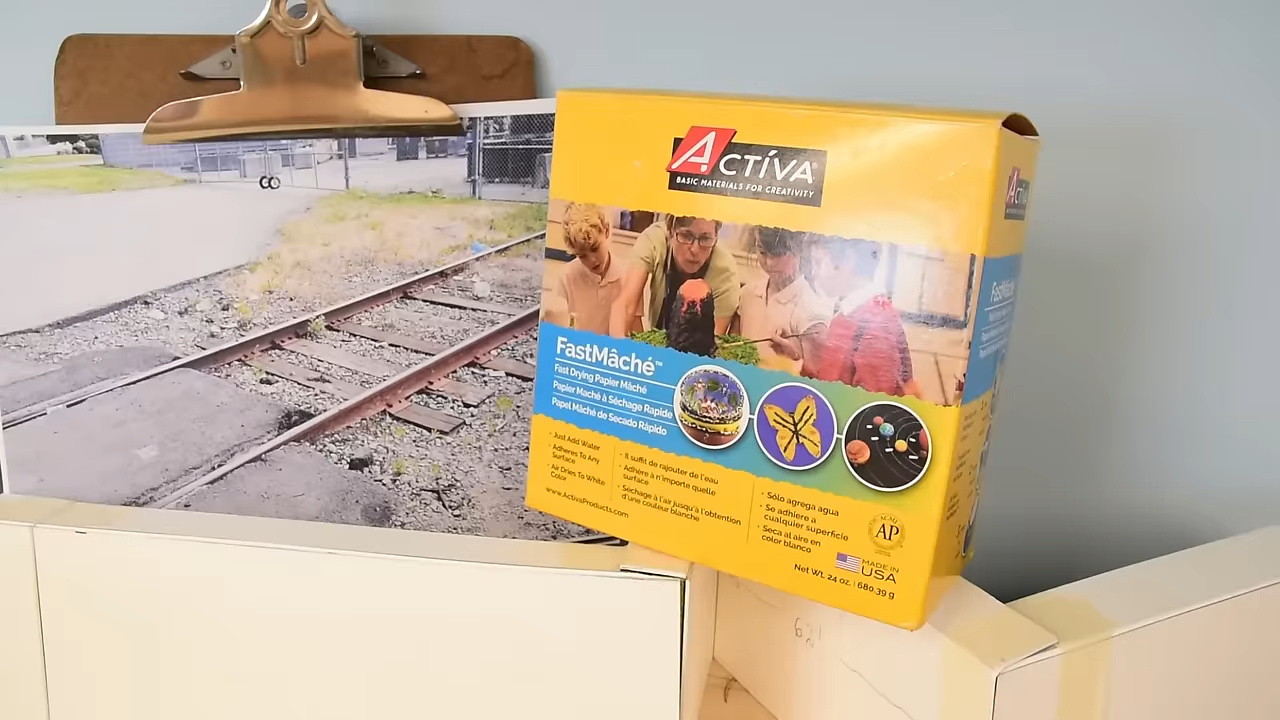 ACTÍVA®
BASIC MATERIALS FOR CREATIVITY
FastMâché™
Fast Drying Papier Mâché
Papier Maché à Séchage Rapide
Papel Mâché de Secado Rápido
· Just Add Water
· Adheres To Any
Surface
· Air Dries To White
Color
www.ActivaProducts.com
· Il suffit de rajouter de l'eau
· Adhère à n'importe quelle
surface
· Séchage à l'air jusqu'à l'obtention
d'une couleur blanche
· Sólo agrega agua
· Se adhiere a
cualquier superficie
· Seca al aire en
color blanco
AP
MADE IN
USA
Net Wt. 24 oz. | 680.39 g
ACTÍVA
FastMâché